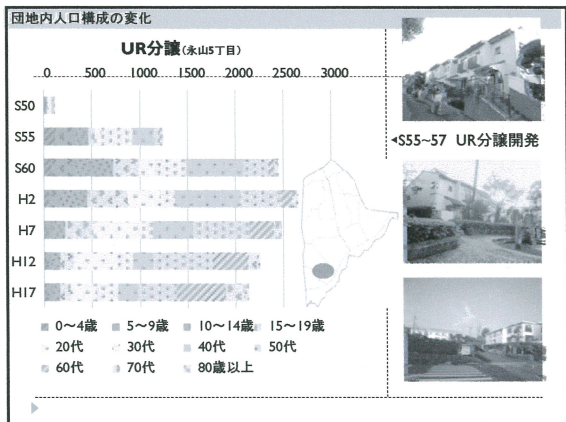 団地内人口構成の変化
UR分譲(永山5丁目)
0 500 1000 1500 2000 2500 3000
S50
S55
S60
H2
H7
H12
H17
◂S55~57 UR分譲開発
0~4歳 5~9歳 10~14歳 15~19歳
20代 30代 40代 50代
60代 70代 80歳以上